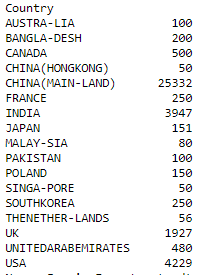 Country
AUSTRA-LIA 100
BANGLA-DESH 200
CANADA 500
CHINA(HONGKONG) 50
CHINA(MAIN-LAND) 25332
FRANCE 250
INDIA 3947
JAPAN 151
MALAY-SIA 80
PAKISTAN 100
POLAND 150
SINGA-PORE 50
SOUTHKOREA 250
THENETHER-LANDS 56
UK 1927
UNITEDARABEMIRATES 480
USA 4229